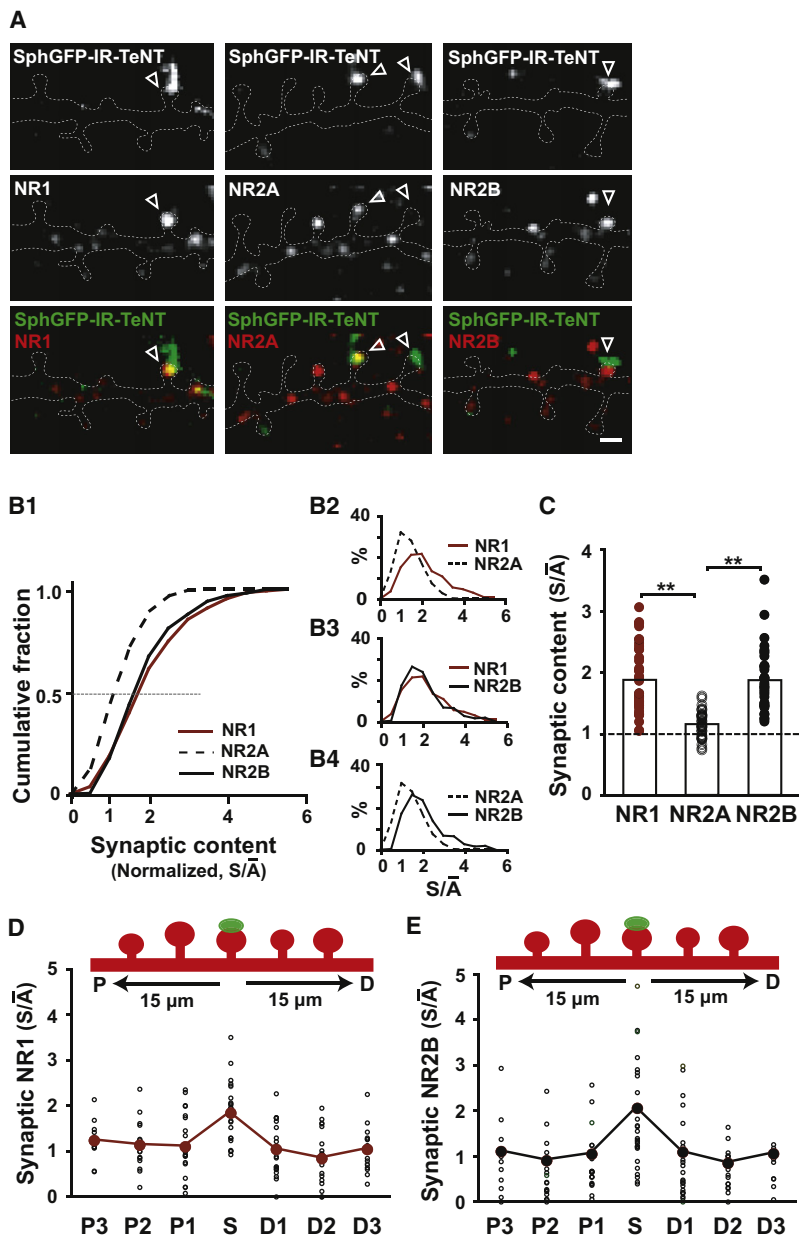 A
SphGFP-IR-TeNT
SphGFP-IR-TeNT
SphGFP-IR-TeNT
NR1
NR2A
NR2B
SphGFP-IR-TeNT
NR1
SphGFP-IR-TeNT
NR2A
SphGFP-IR-TeNT
NR2B
B1
Cumulative fraction
1.0
0.5
0
0 1 2 4 6
NR1
NR2A
NR2B
Synaptic content
(Normalized, S/A̅)
B2
40
%
0
NR1
NR2A
0 1 2 4 6
B3
40
%
0
NR1
NR2B
0 1 2 4 6
B4
40
%
0
NR2A
NR2B
0 1 2 4 6
S/A̅
C
Synaptic content (S/A̅)
4
3
2
1
0
**
**
NR1 NR2A NR2B
D
P D
15 µm 15 µm
Synaptic NR1 (S/A̅)
5
4
3
2
1
0
P3 P2 P1 S D1 D2 D3
E
P D
15 µm 15 µm
Synaptic NR2B (S/A̅)
5
4
3
2
1
0
P3 P2 P1 S D1 D2 D3